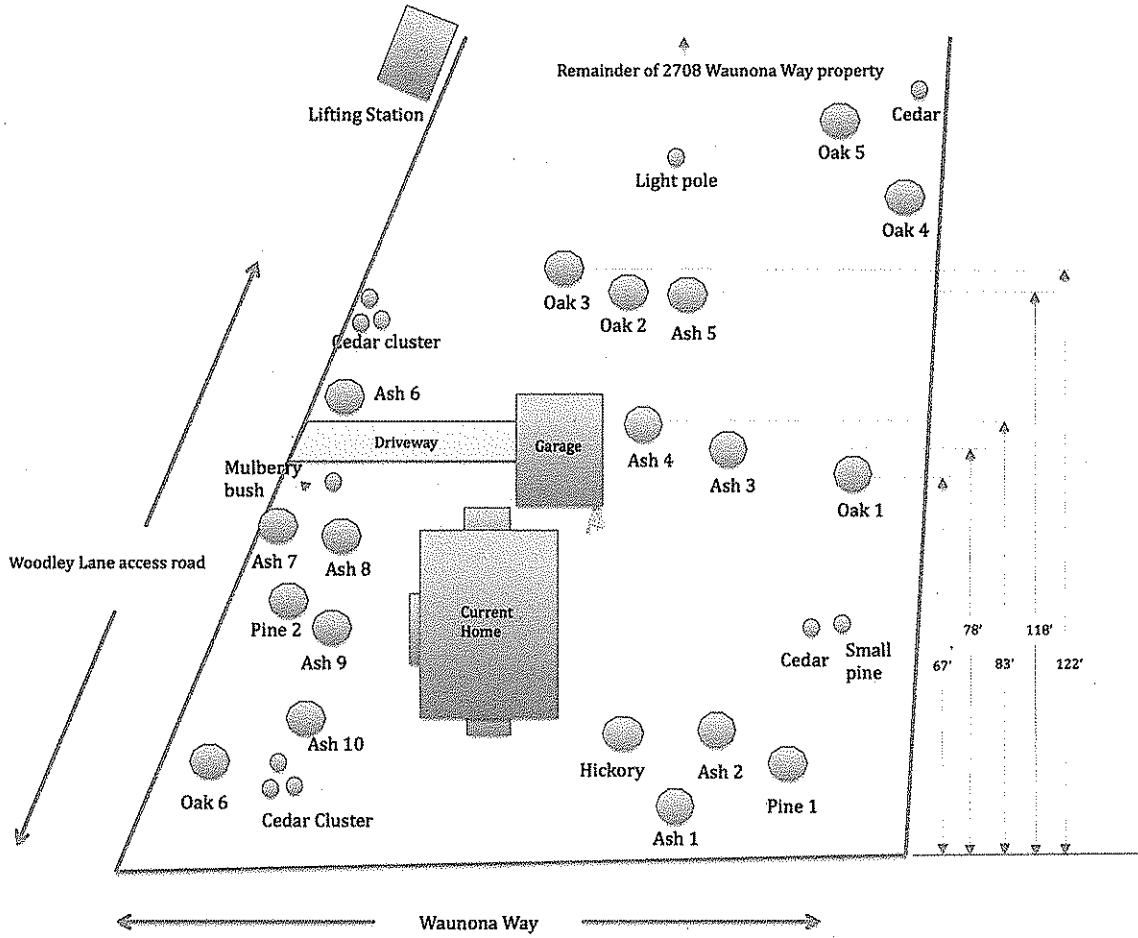 Remainder of 2708 Waunona Way property
Lifting Station
Cedar
Oak 5
Light pole
Oak 4
Oak 3
Oak 2
Ash 5
Cedar cluster
Ash 6
Driveway
Garage
Ash 4
Ash 3
Mulberry
bush
Oak 1
Ash 7
Ash 8
Woodley Lane access road
Current
Home
Pine 2
Ash 9
Cedar
Small
pine
78'
118'
67'
83'
122'
Ash 10
Hickory
Ash 2
Oak 6
Pine 1
Cedar Cluster
Ash 1
Waunona Way